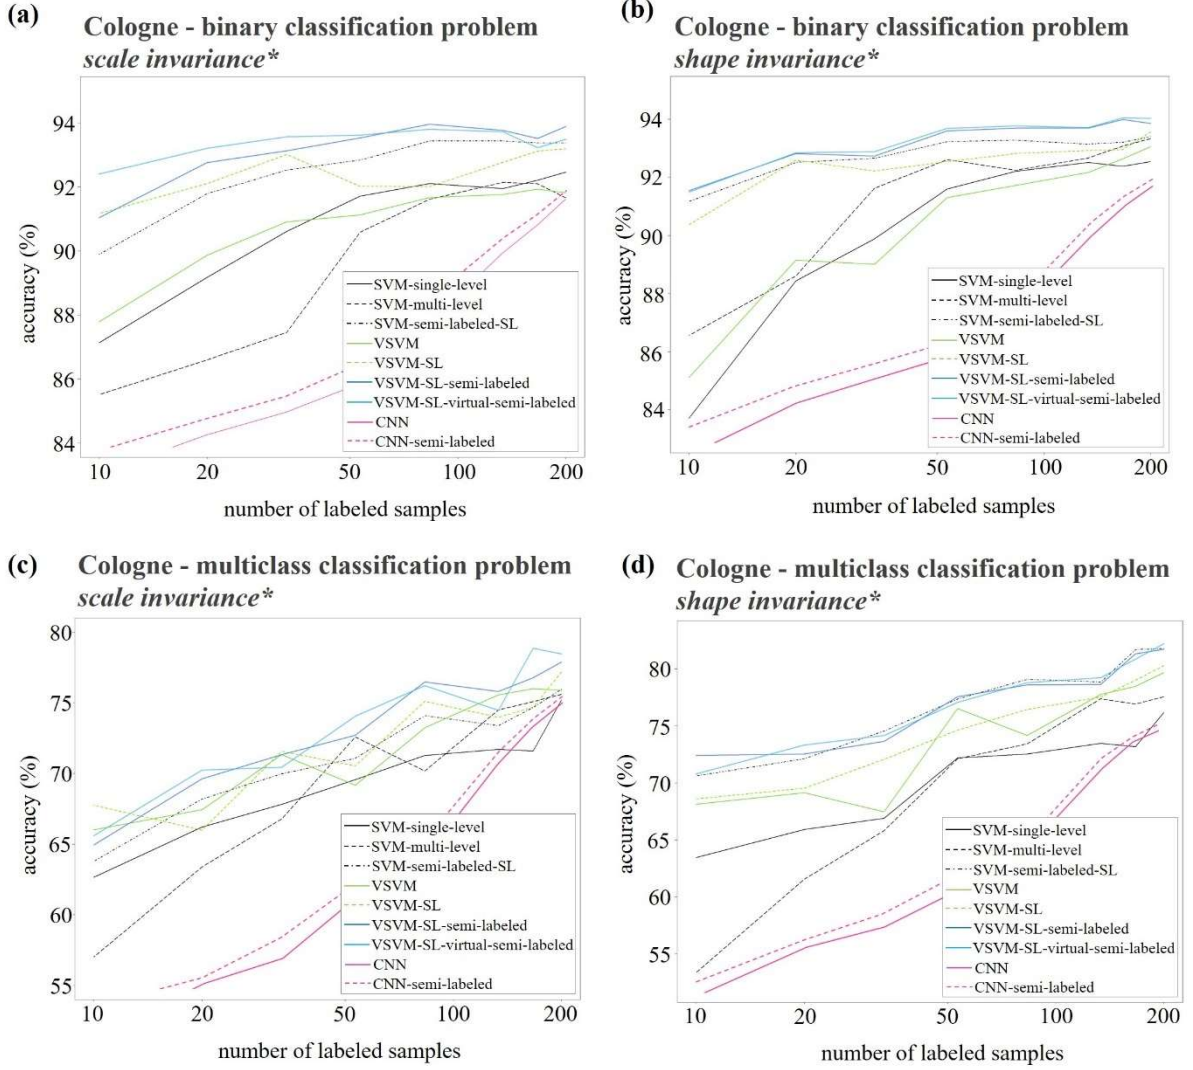 (a)
Cologne - binary classification problem
scale invariance*
accuracy (%)
94
92
90
88
86
84
10
20
50
100
200
number of labeled samples
SVM-single-level
SVM-multi-level
SVM-semi-labeled-SL
VSVM
VSVM-SL
VSVM-SL-semi-labeled
VSVM-SL-virtual-semi-labeled
CNN
CNN-semi-labeled
(b)
Cologne - binary classification problem
shape invariance*
accuracy (%)
94
92
90
88
86
84
10
20
50
100
200
number of labeled samples
SVM-single-level
SVM-multi-level
SVM-semi-labeled-SL
VSVM
VSVM-SL
VSVM-SL-semi-labeled
VSVM-SL-virtual-semi-labeled
CNN
CNN-semi-labeled
(c)
Cologne - multiclass classification problem
scale invariance*
accuracy (%)
80
75
70
65
60
55
10
20
50
100
200
number of labeled samples
SVM-single-level
SVM-multi-level
SVM-semi-labeled-SL
VSVM
VSVM-SL
VSVM-SL-semi-labeled
VSVM-SL-virtual-semi-labeled
CNN
CNN-semi-labeled
(d)
Cologne - multiclass classification problem
shape invariance*
accuracy (%)
80
75
70
65
60
55
10
20
50
100
200
number of labeled samples
SVM-single-level
SVM-multi-level
SVM-semi-labeled-SL
VSVM
VSVM-SL
VSVM-SL-semi-labeled
VSVM-SL-virtual-semi-labeled
CNN
CNN-semi-labeled